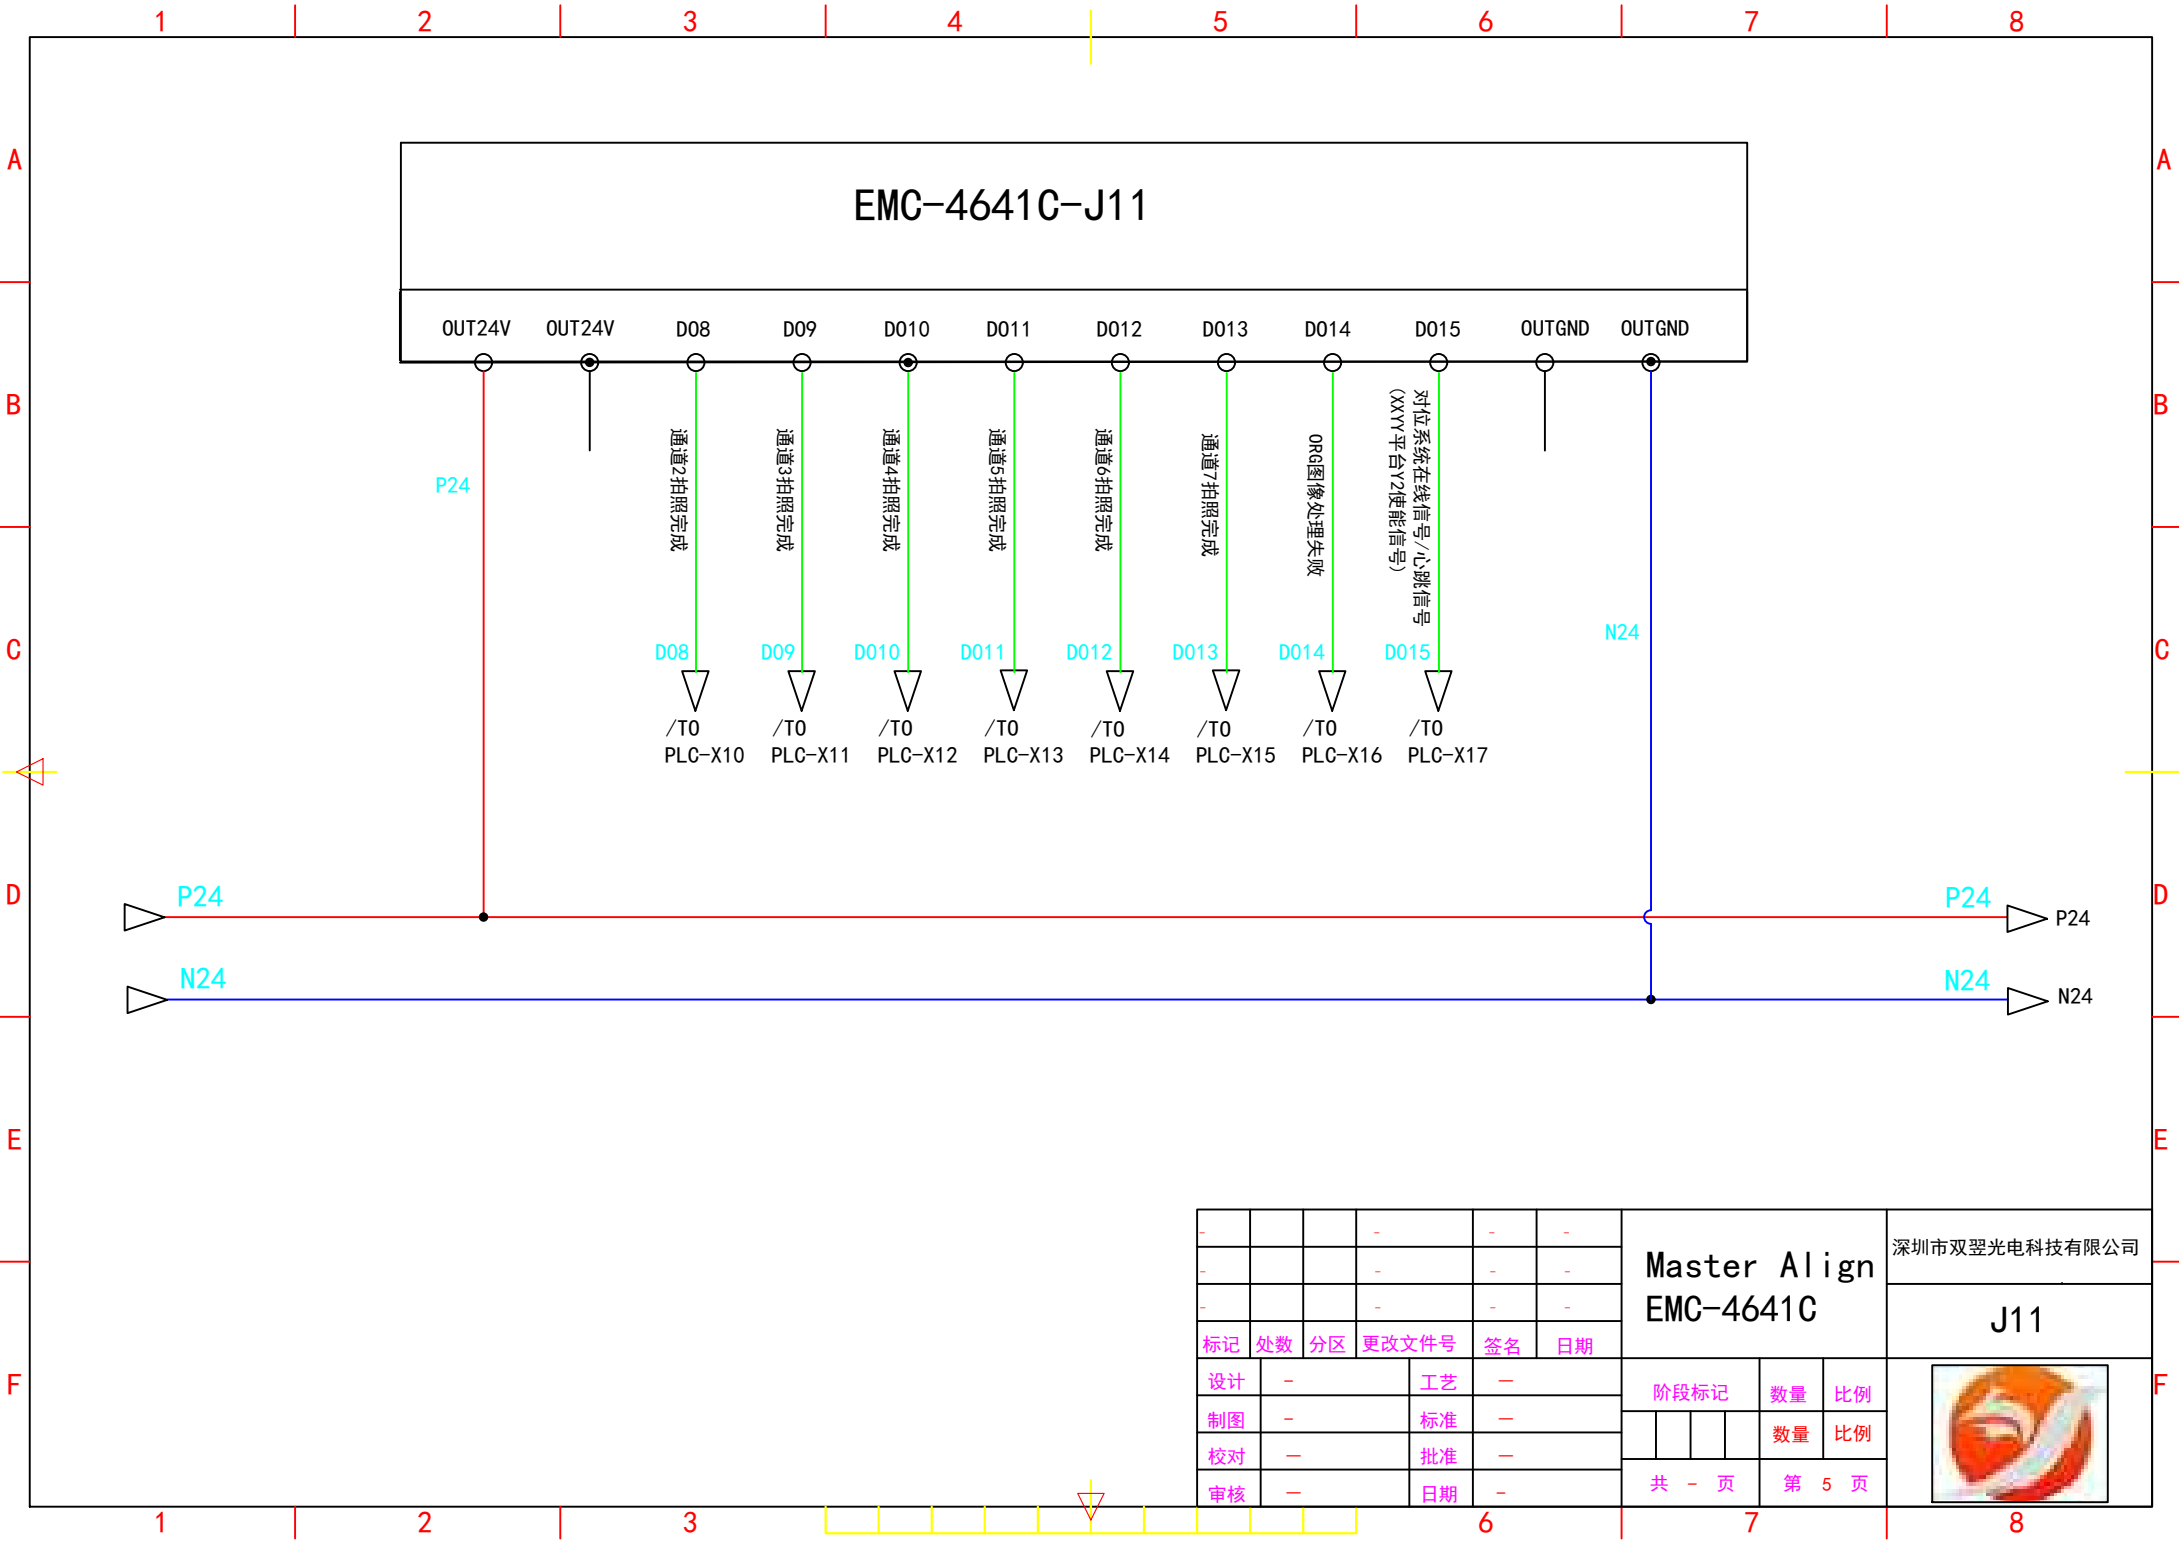 1 2 3 4 5 6 7 8
A A
EMC-4641C-J11
OUT24V OUT24V DO8 DO9 DO10 DO11 DO12 DO13 DO14 DO15 OUTGND OUTGND
B B
P24
通道2拍照完成
通道3拍照完成
通道4拍照完成
通道5拍照完成
通道6拍照完成
通道7拍照完成
ORG图像处理失败
对位系统在线信号/心跳信号
(XXYY平台Y2使能信号)
N24
C C
DO8 DO9 DO10 DO11 DO12 DO13 DO14 DO15
/TO /TO /TO /TO /TO /TO /TO /TO
PLC-X10 PLC-X11 PLC-X12 PLC-X13 PLC-X14 PLC-X15 PLC-X16 PLC-X17
D D
P24 P24 P24
N24 N24 N24
E E
- - - -
- - - -
- - - -
标记 处数 分区 更改文件号 签名 日期
设计 - 工艺 —
制图 - 标准 —
校对 — 批准 —
审核 — 日期 -
Master Align
EMC-4641C
阶段标记 数量 比例
数量 比例
共 - 页 第 5 页
深圳市双翌光电科技有限公司
J11
F F
1 2 3 6 7 8